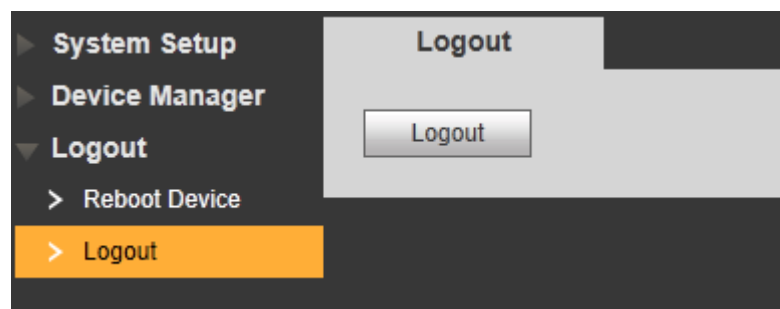 System Setup
Device Manager
Logout
> Reboot Device
> Logout
Logout
Logout